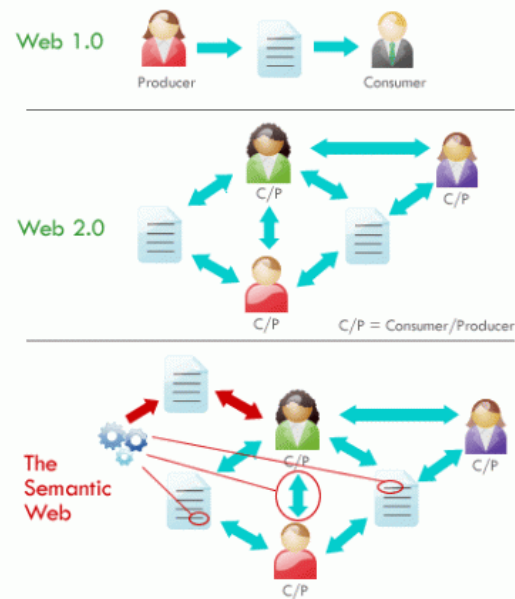 Web 1.0
Producer
Consumer
C/P
C/P
Web 2.0
C/P
C/P = Consumer/Producer
C/P
C/P
The
Semantic
Web
C/P